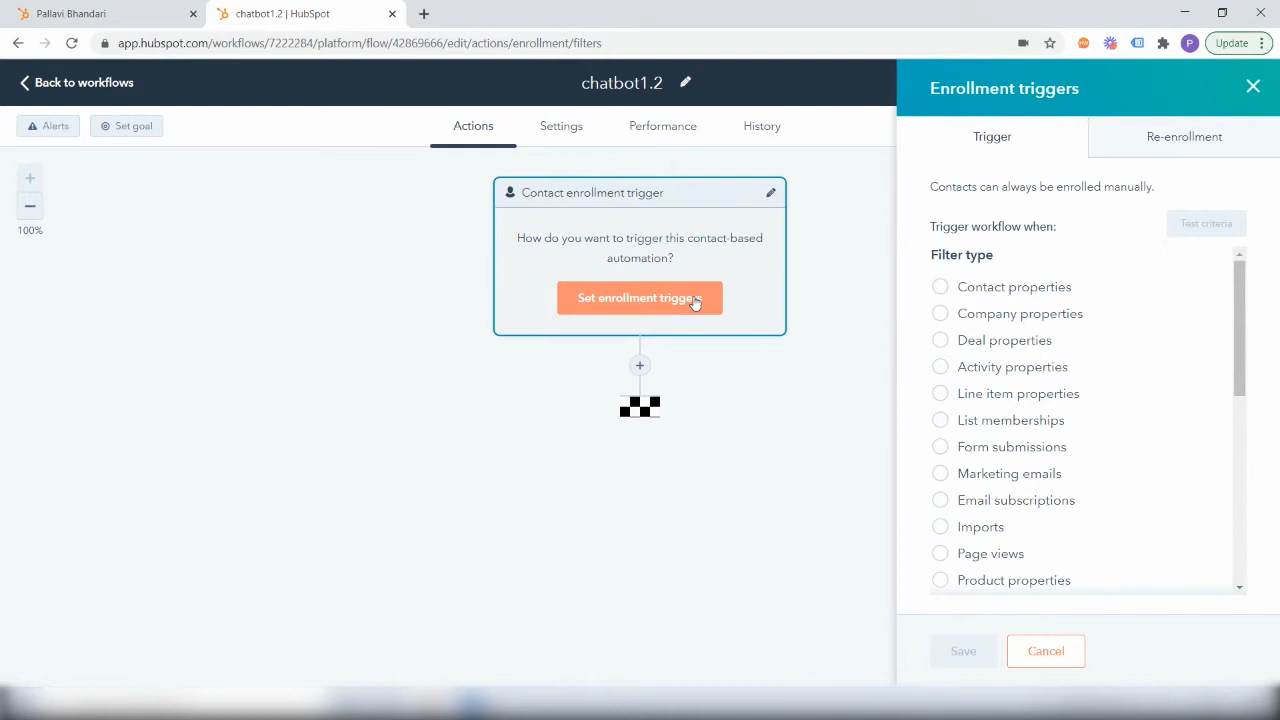 Pallavi Bhandari
chatbot1.2 | HubSpot
app.hubspot.com/workflows/7222284/platform/flow/42869666/edit/actions/enrollment/filters
P
Update
Back to workflows
chatbot1.2
Alerts
Set goal
Actions
Settings
Performance
History
100%
Contact enrollment trigger
How do you want to trigger this contact-based
automation?
Set enrollment triggers
Enrollment triggers
Trigger
Re-enrollment
Contacts can always be enrolled manually.
Trigger workflow when:
Test criteria
Filter type
Contact properties
Company properties
Deal properties
Activity properties
Line item properties
List memberships
Form submissions
Marketing emails
Email subscriptions
Imports
Page views
Product properties
Save
Cancel